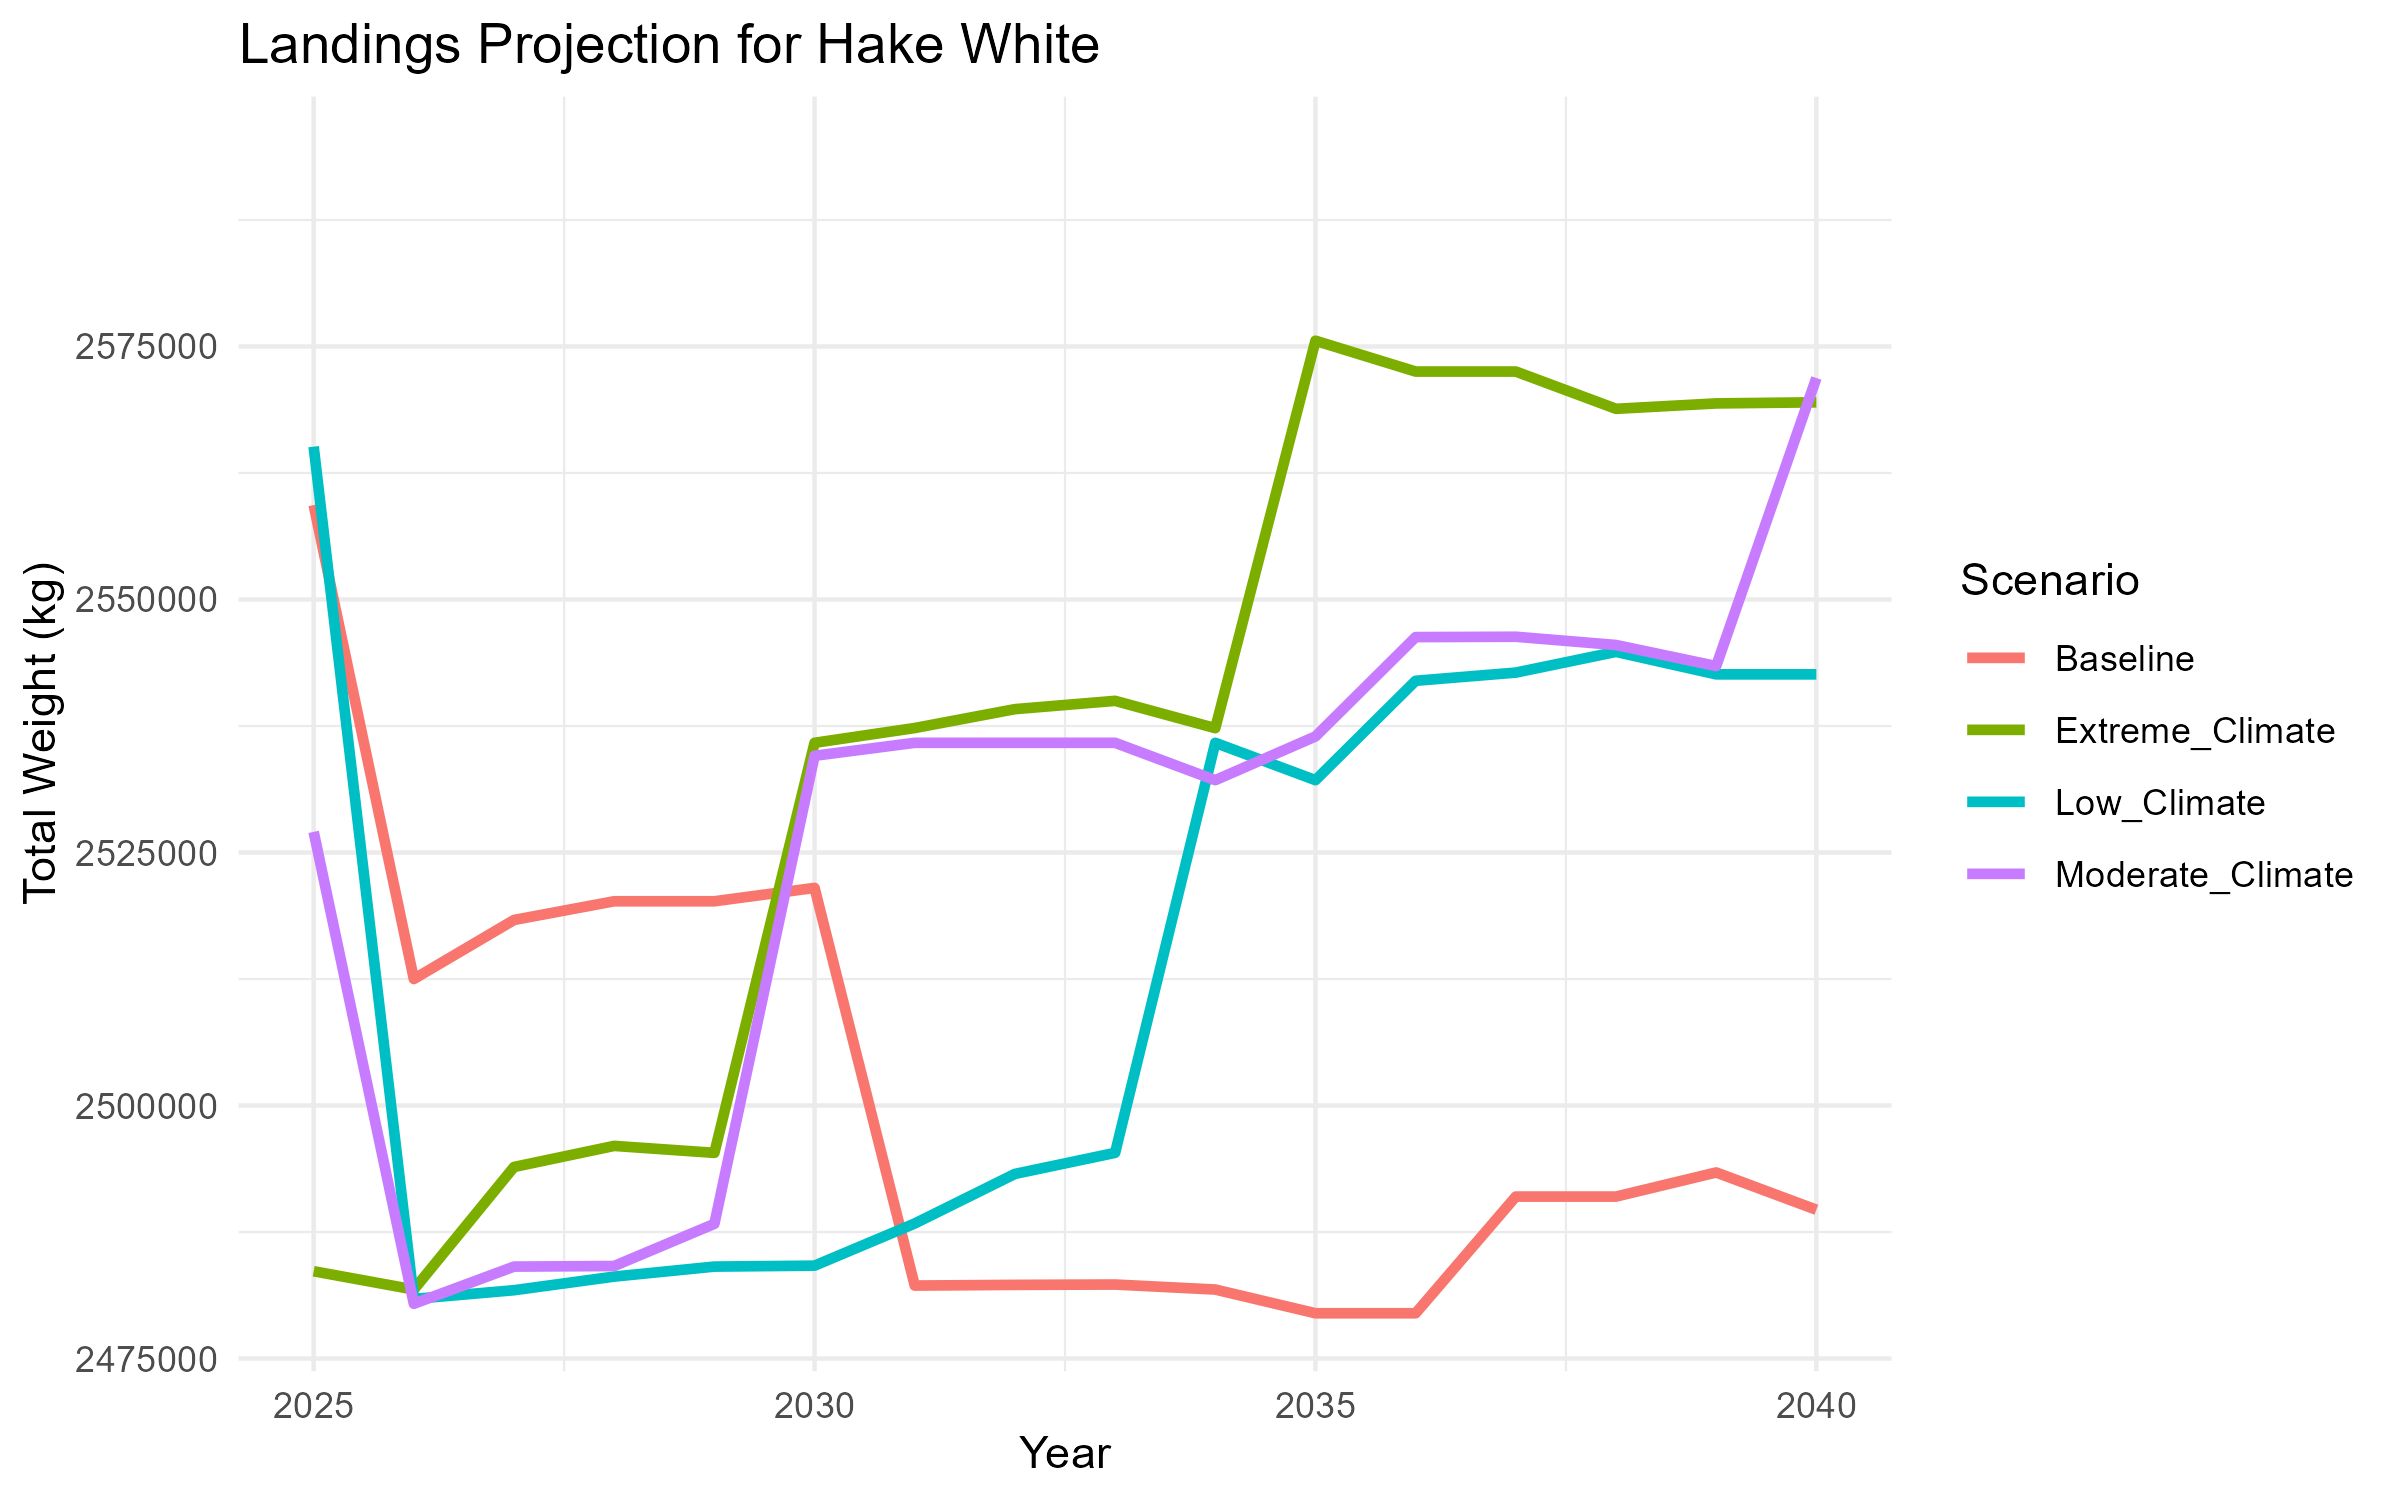 Landings Projection for Hake White
Total Weight (kg)
2575000
2550000
2525000
2500000
2475000
2025
2030
2035
2040
Year
Scenario
Baseline
Extreme_Climate
Low_Climate
Moderate_Climate